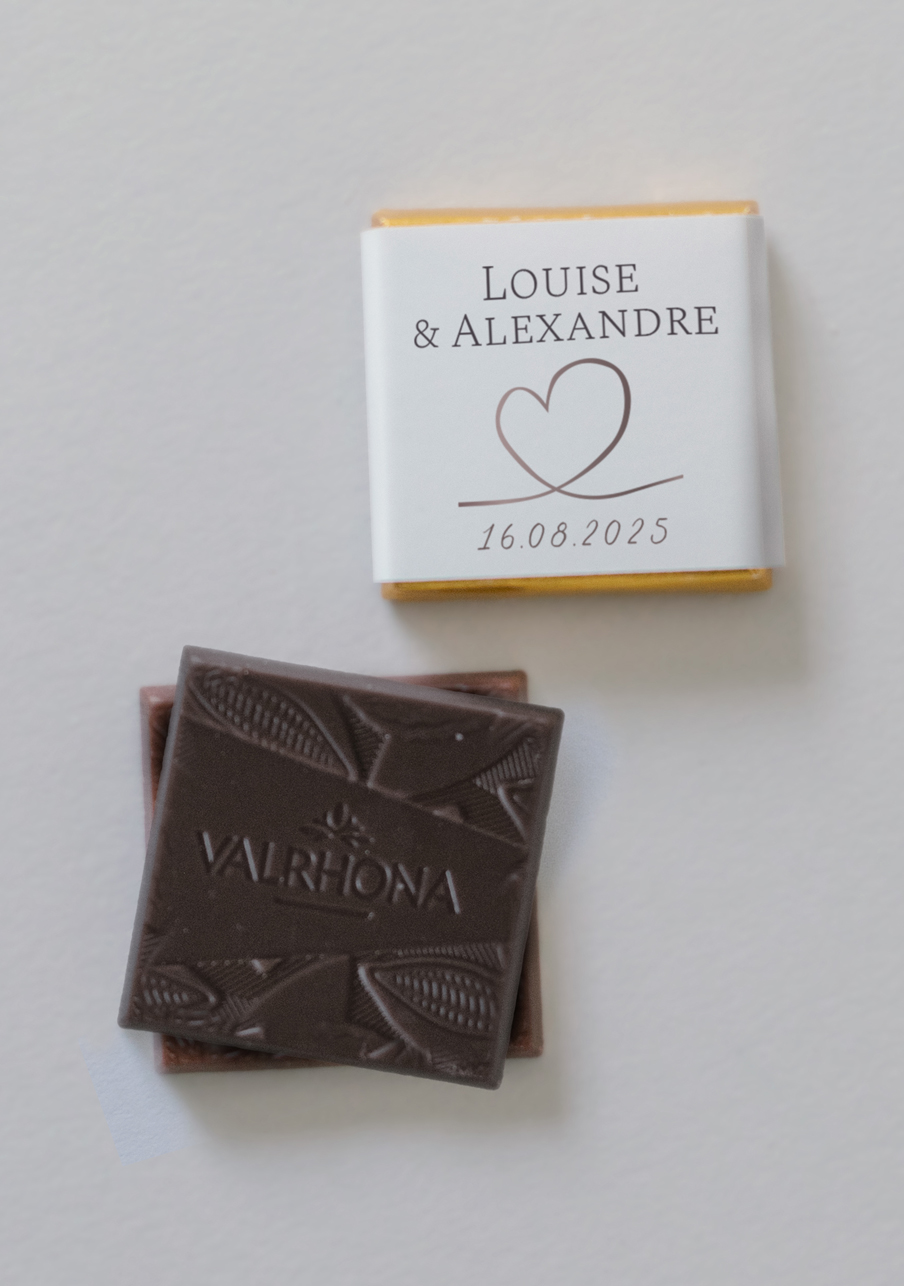 LOUISE
& ALEXANDRE
16.08.2025
VALRHONA